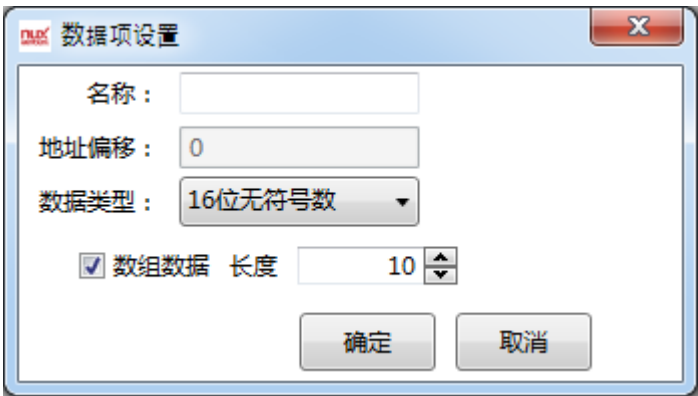 数据项设置
名称：
地址偏移： 0
数据类型： 16位无符号数
数组数据 长度 10
确定 取消